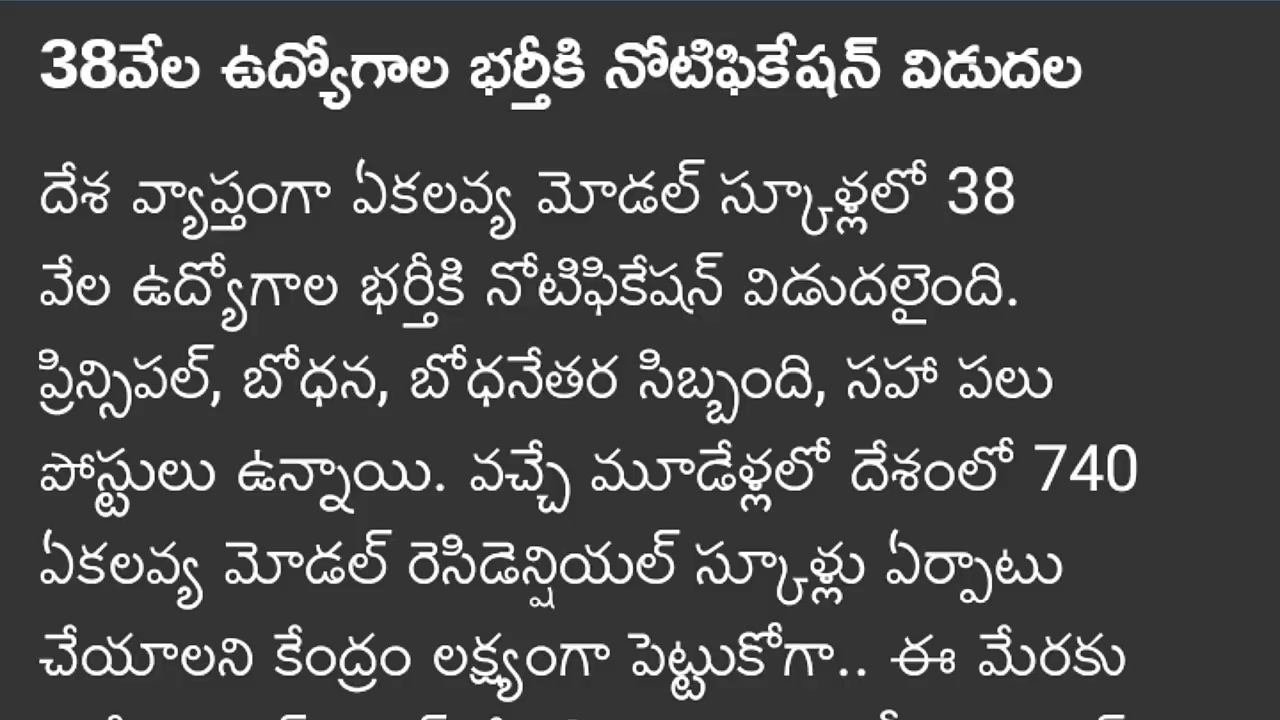 38వేల ఉద్యోగాల భర్తీకి నోటిఫికేషన్ విడుదల
దేశ వ్యాప్తంగా ఏకలవ్య మోడల్ స్కూళ్లలో 38
వేల ఉద్యోగాల భర్తీకి నోటిఫికేషన్ విడుదలైంది.
ప్రిన్సిపల్, బోధన, బోధనేతర సిబ్బంది, సహా పలు
పోస్టులు ఉన్నాయి. వచ్చే మూడేళ్లలో దేశంలో 740
ఏకలవ్య మోడల్ రెసిడెన్షియల్ స్కూళ్లు ఏర్పాటు
చేయాలని కేంద్రం లక్ష్యంగా పెట్టుకోగా.. ఈ మేరకు